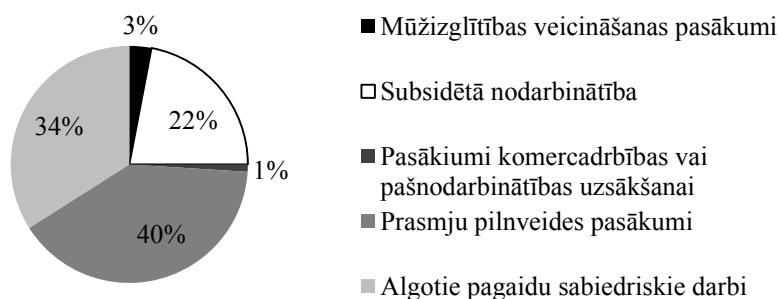 3%
22%
1%
40%
34%
Mūžizglītības veicināšanas pasākumi
Subsidētā nodarbinātība
Pasākiumi komercadrbības vai
pašnodarbinātības uzsākšanai
Prasmju pilnveides pasākumi
Algotie pagaidu sabiedriskie darbi